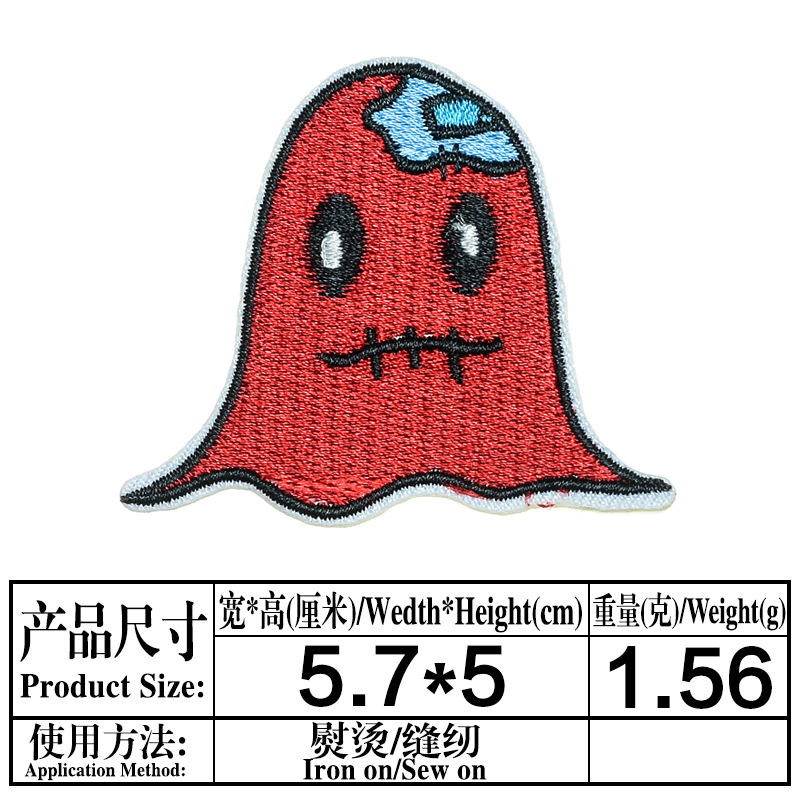 产品尺寸
Product Size:
宽*高(厘米)/Wedth*Height(cm)
重量(克)/Weight(g)
5.7*5
1.56
使用方法:
Application Method:
熨烫/缝纫
Iron on/Sew on